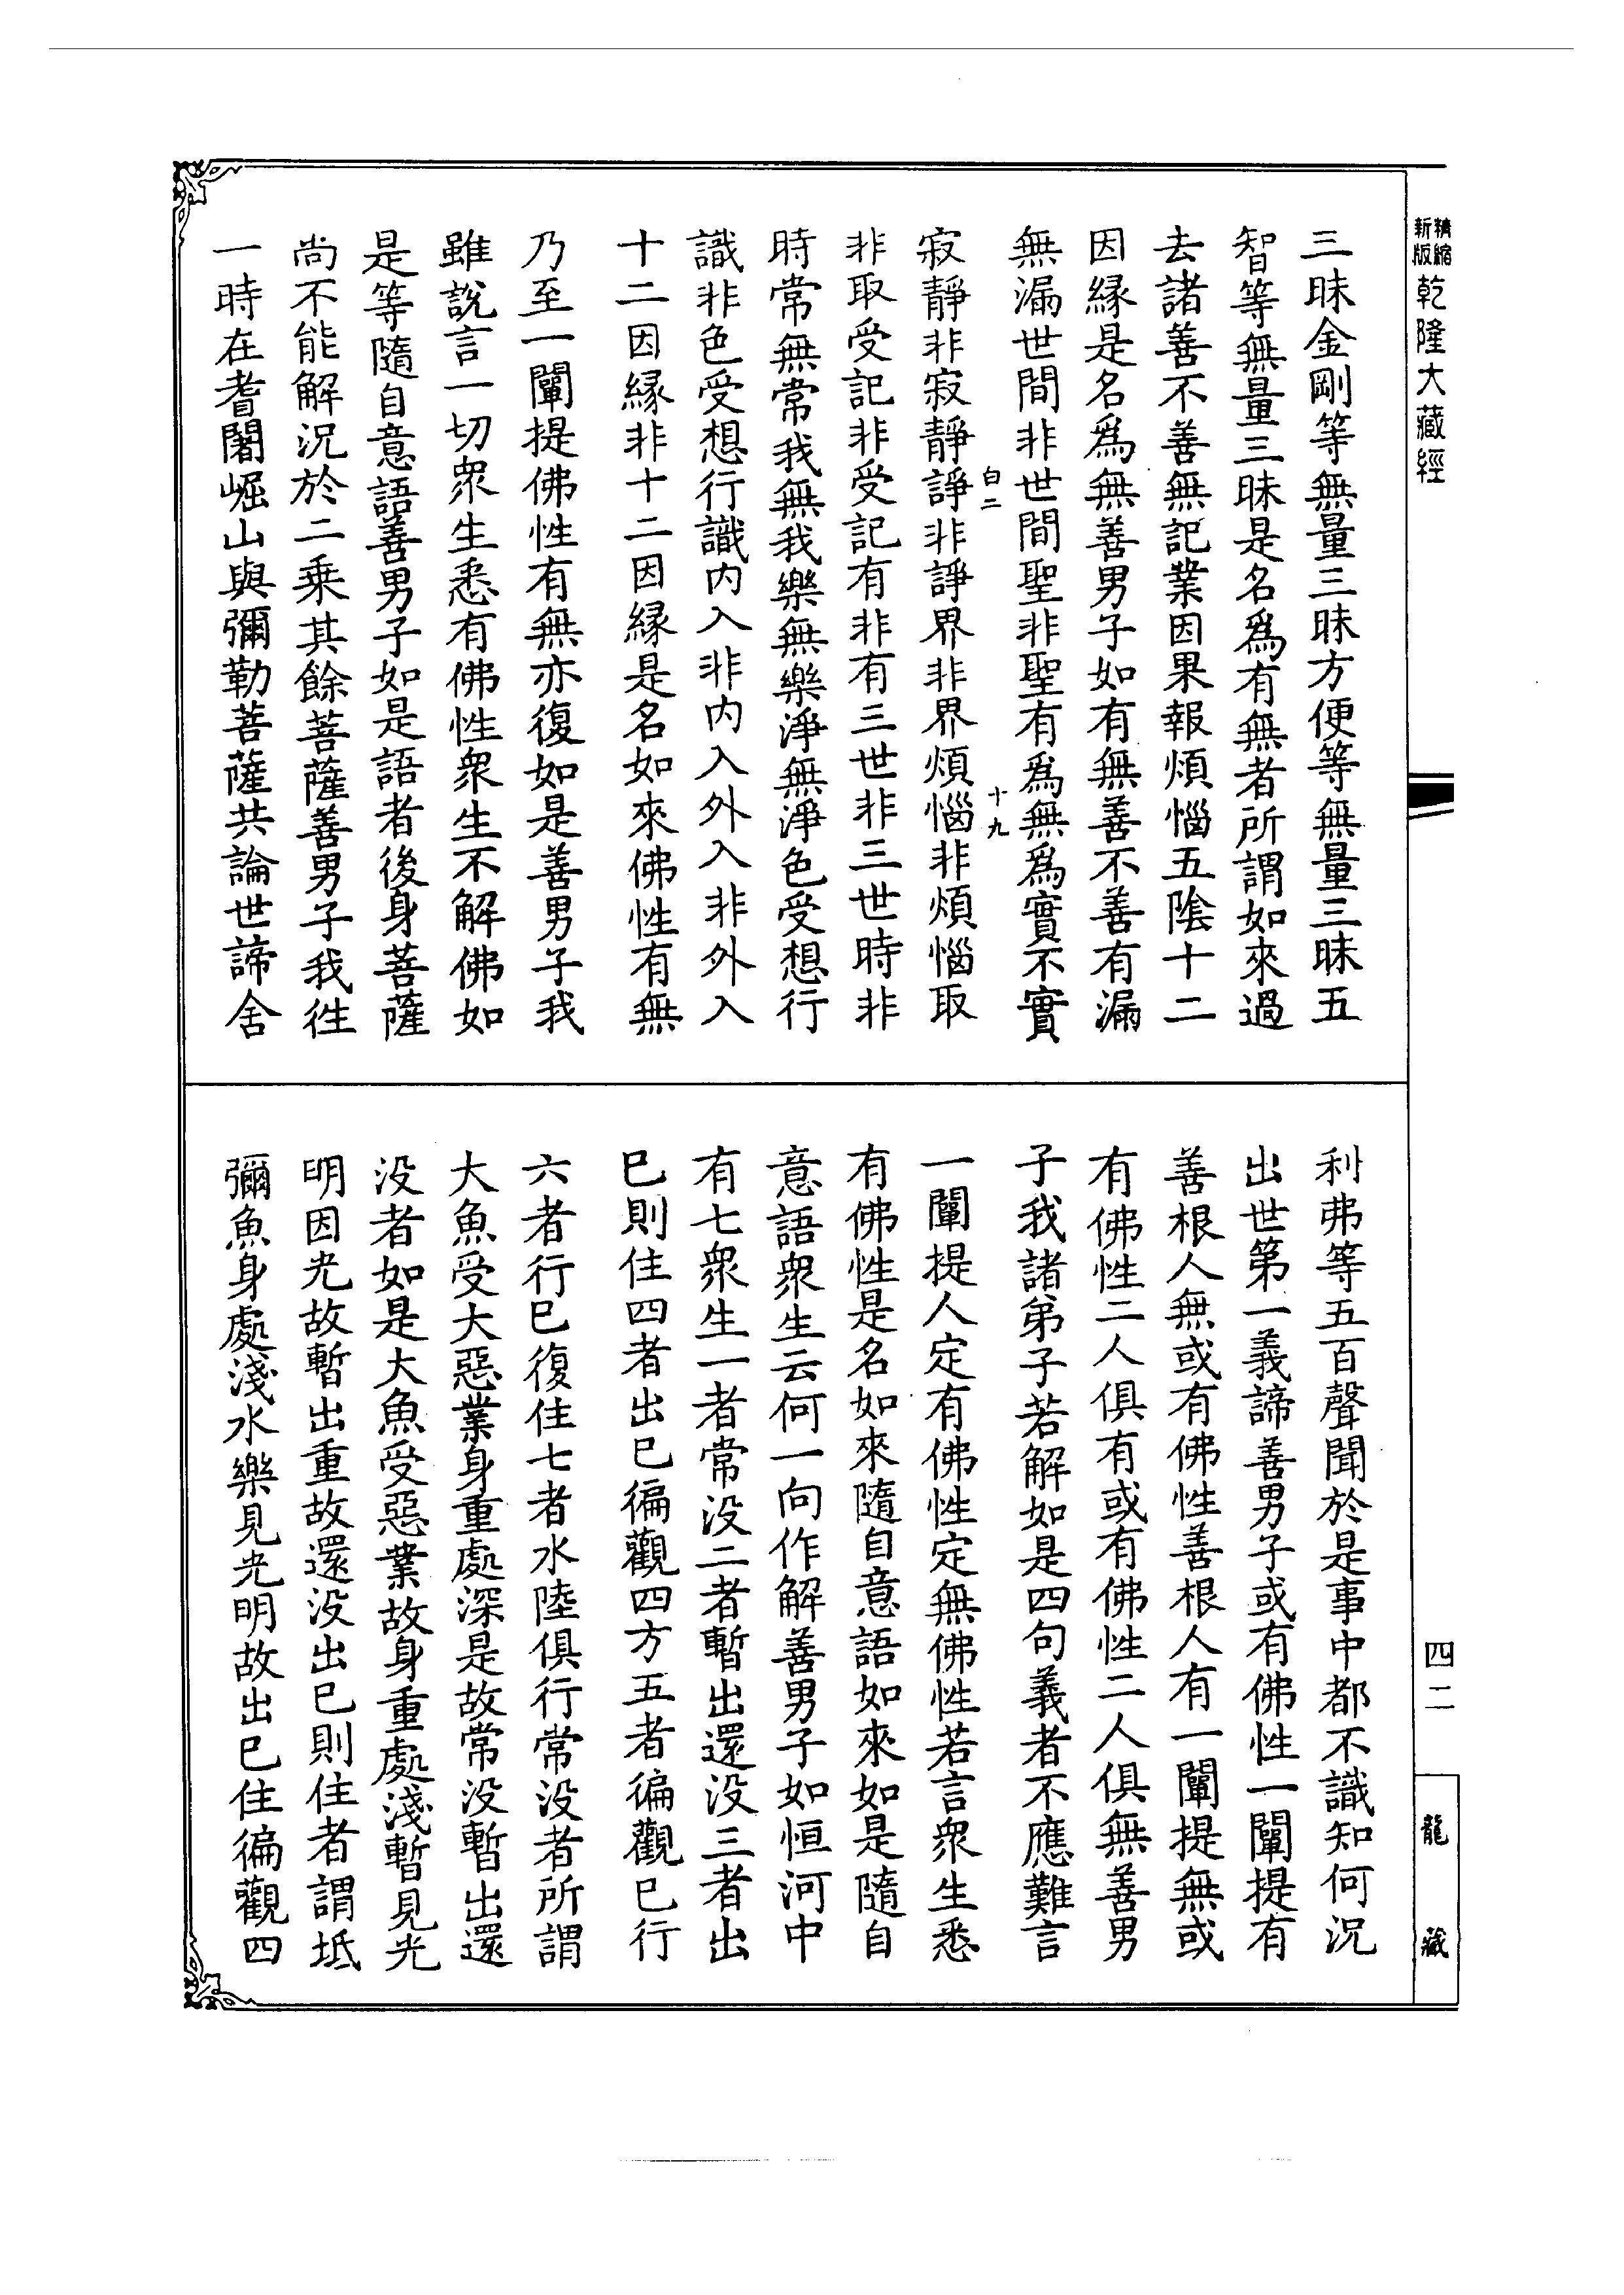 精縮新版乾隆大藏經
三昧金剛等無量三昧方便等無量三昧五
智等無量三昧是名爲有無者所謂如來過
去諸善不善無記業因果報煩惱五陰十二
因緣是名爲無善男子如有無善不善有漏
無漏世間非世間聖非聖有爲無爲實不實
白二 十九
寂靜非寂靜諍非諍界非界煩惱非煩惱取
非取受記非受記有非有三世非三世時非
時常無常我無我樂無樂淨無淨色受想行
識非色受想行識內入非內入外入非外入
十二因緣非十二因緣是名如來佛性有無
乃至一闡提佛性有無亦復如是善男子我
雖說言一切衆生悉有佛性衆生不解佛如
是等隨自意語善男子如是語者後身菩薩
尚不能解況於二乘其餘菩薩善男子我往
一時在耆闍崛山與彌勒菩薩共論世諦舍
利弗等五百聲聞於是事中都不識知何況
出世第一義諦善男子或有佛性一闡提有
善根人無或有佛性善根人有一闡提無或
有佛性二人俱有或有佛性二人俱無善男
子我諸弟子若解如是四句義者不應難言
一闡提人定有佛性定無佛性若言衆生悉
有佛性是名如來隨自意語如來如是隨自
意語衆生云何一向作解善男子如恒河中
有七衆生一者常没二者暫出還没三者出
已則住四者出已徧觀四方五者徧觀已行
六者行已復住七者水陸俱行常没者所謂
大魚受大惡業身重處深是故常没暫出還
没者如是大魚受惡業故身重處淺暫見光
明因光故暫出重故還没出已則住者謂坻
彌魚身處淺水樂見光明故出已住徧觀四
四二
龍藏